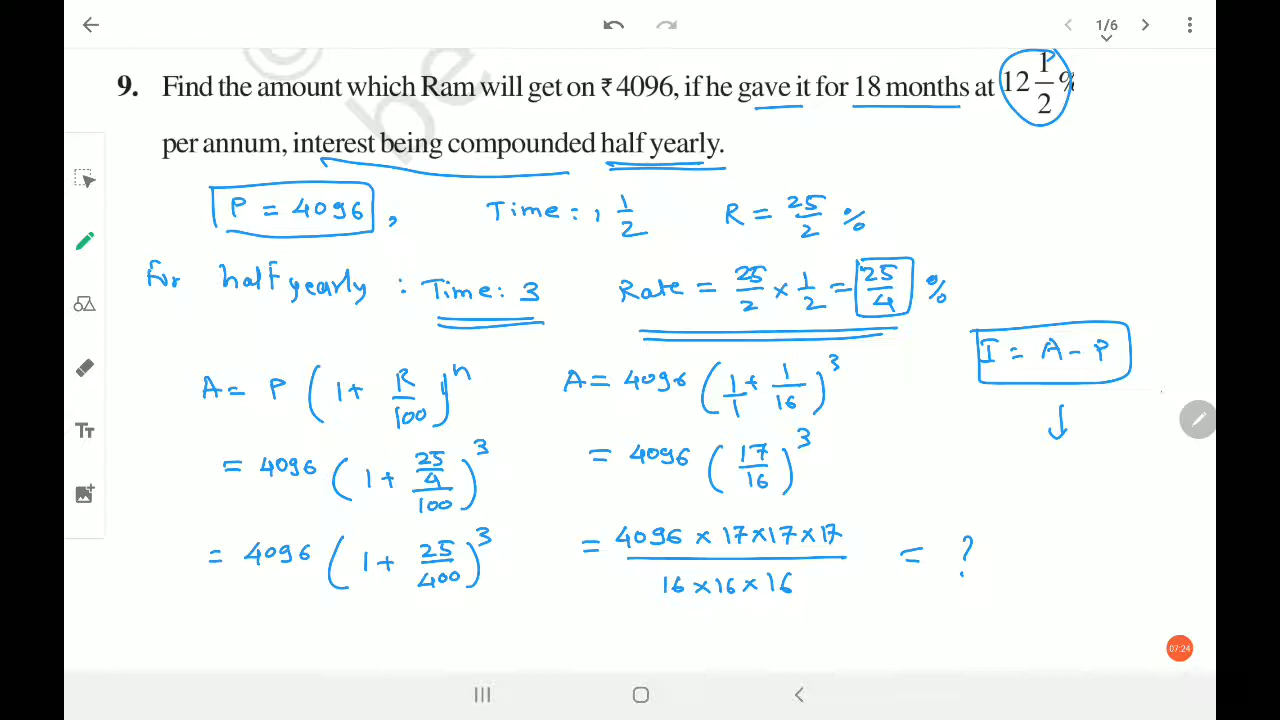 1/6
be
9. Find the amount which Ram will get on ₹ 4096, if he gave it for 18 months at 12 1/2 %
per annum, interest being compounded half yearly.
P = 4096, Time: 1 1/2 R = 25/2 %
For half yearly : Time: 3 Rate = 25/2 × 1/2 = 25/4 %
I = A - P
A = P (1 + R/100)^n A = 4096 (1/1 + 1/16)^3
= 4096 (1 + 25/4/100)^3 = 4096 (17/16)^3
= 4096 (1 + 25/400)^3 = 4096 × 17×17×17 / 16×16×16 = ?
Tт
07:24